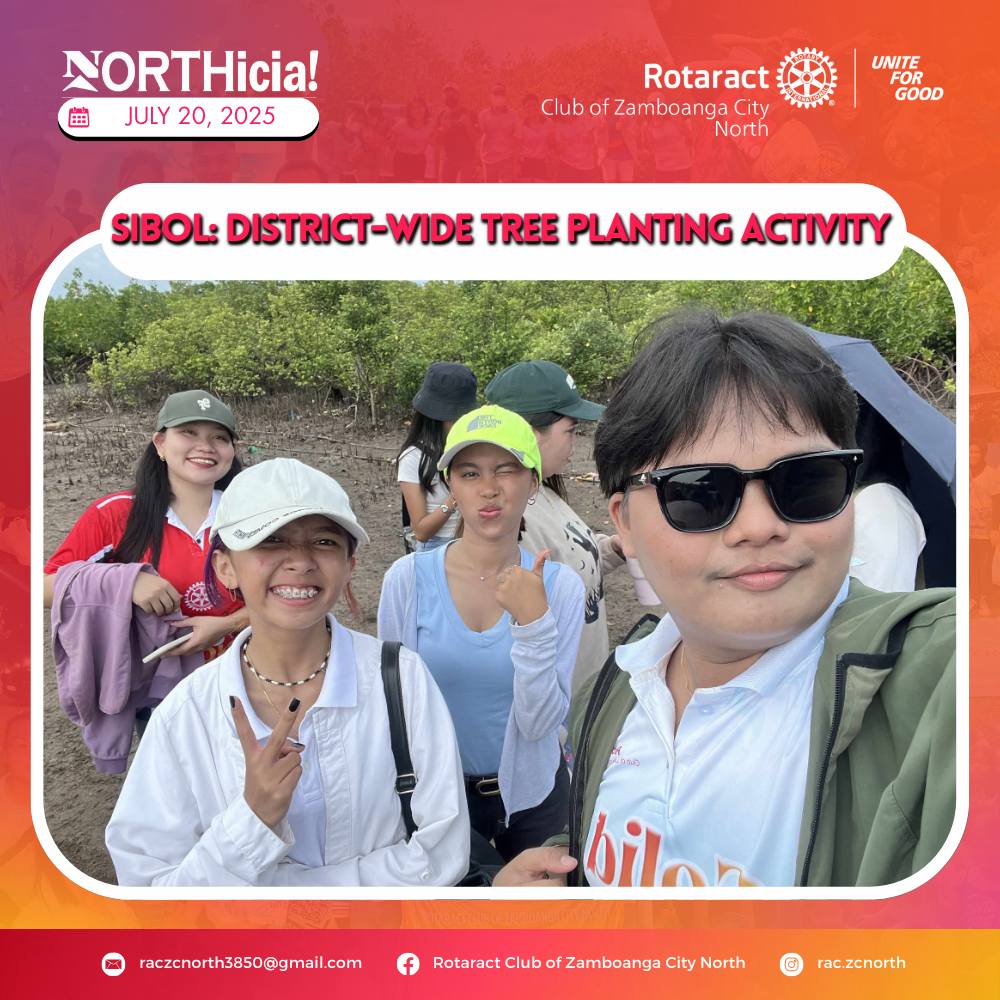 NORTHicia!
JULY 20, 2025
Rotaract
Club of Zamboanga City
North
UNITE
FOR
GOOD
SIBOL: DISTRICT-WIDE TREE PLANTING ACTIVITY
raczcnorth3850@gmail.com
Rotaract Club of Zamboanga City North
rac.zcnorth